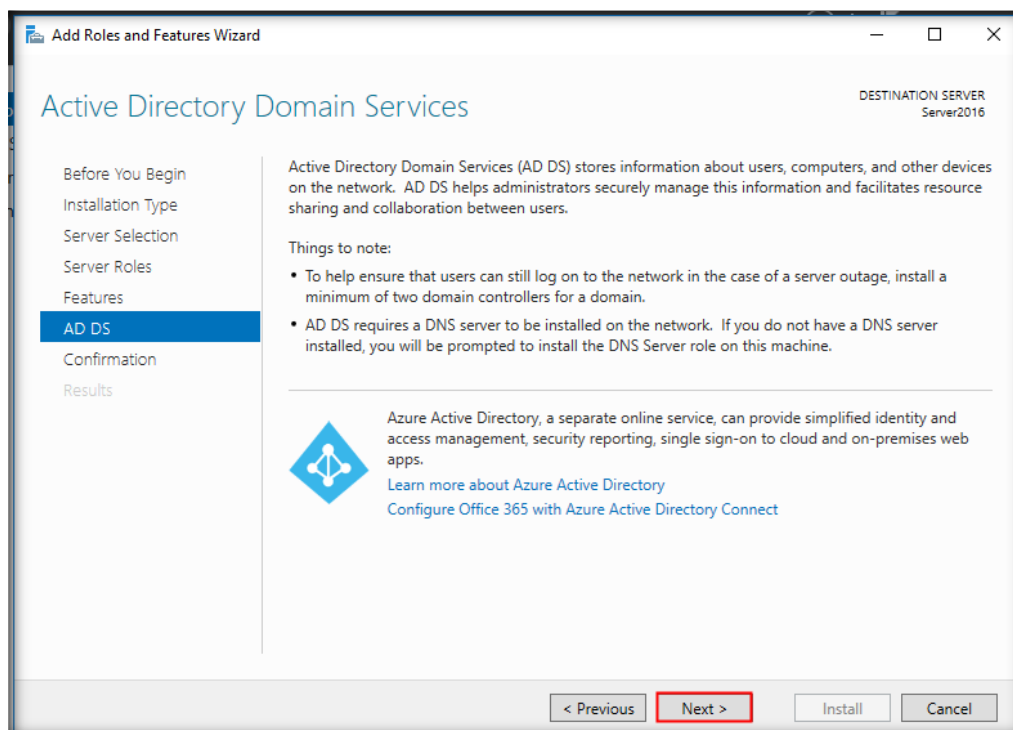 Add Roles and Features Wizard
Active Directory Domain Services
DESTINATION SERVER
Server2016
Before You Begin
Installation Type
Server Selection
Server Roles
Features
AD DS
Confirmation
Results
Active Directory Domain Services (AD DS) stores information about users, computers, and other devices
on the network.  AD DS helps administrators securely manage this information and facilitates resource
sharing and collaboration between users.
Things to note:
• To help ensure that users can still log on to the network in the case of a server outage, install a
minimum of two domain controllers for a domain.
• AD DS requires a DNS server to be installed on the network.  If you do not have a DNS server
installed, you will be prompted to install the DNS Server role on this machine.
Azure Active Directory, a separate online service, can provide simplified identity and
access management, security reporting, single sign-on to cloud and on-premises web
apps.
Learn more about Azure Active Directory
Configure Office 365 with Azure Active Directory Connect
< Previous
Next >
Install
Cancel